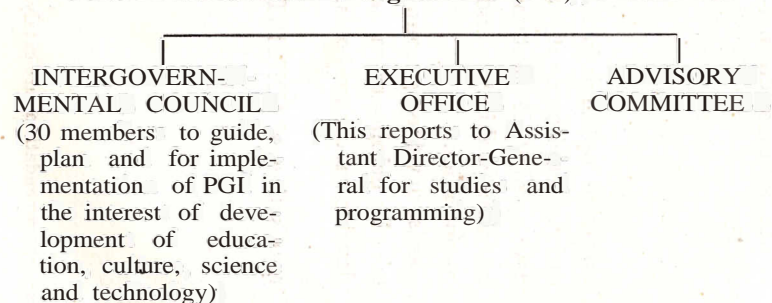 INTERGOVERN-
MENTAL COUNCIL
(30 members to guide,
plan and for imple-
mentation of PGI in
the interest of deve-
lopment of educa-
tion, culture, science
and technology)
EXECUTIVE
OFFICE
(This reports to Assis-
tant Director-Gene-
ral for studies and
programming)
ADVISORY
COMMITTEE